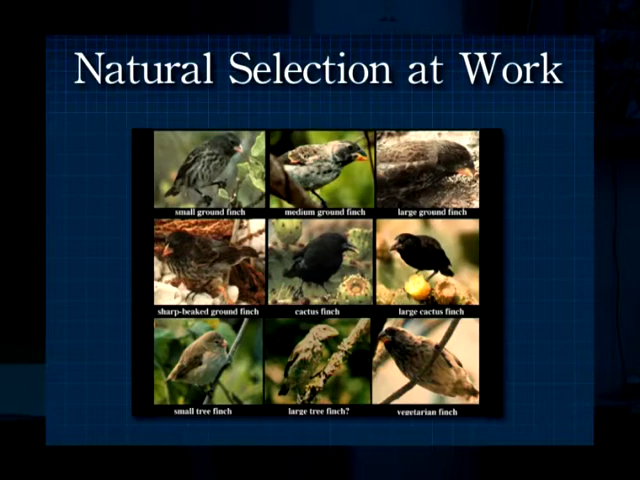 Natural Selection at Work
small ground finch
medium ground finch
large ground finch
sharp-beaked ground finch
cactus finch
large cactus finch
small tree finch
large tree finch?
vegetarian finch